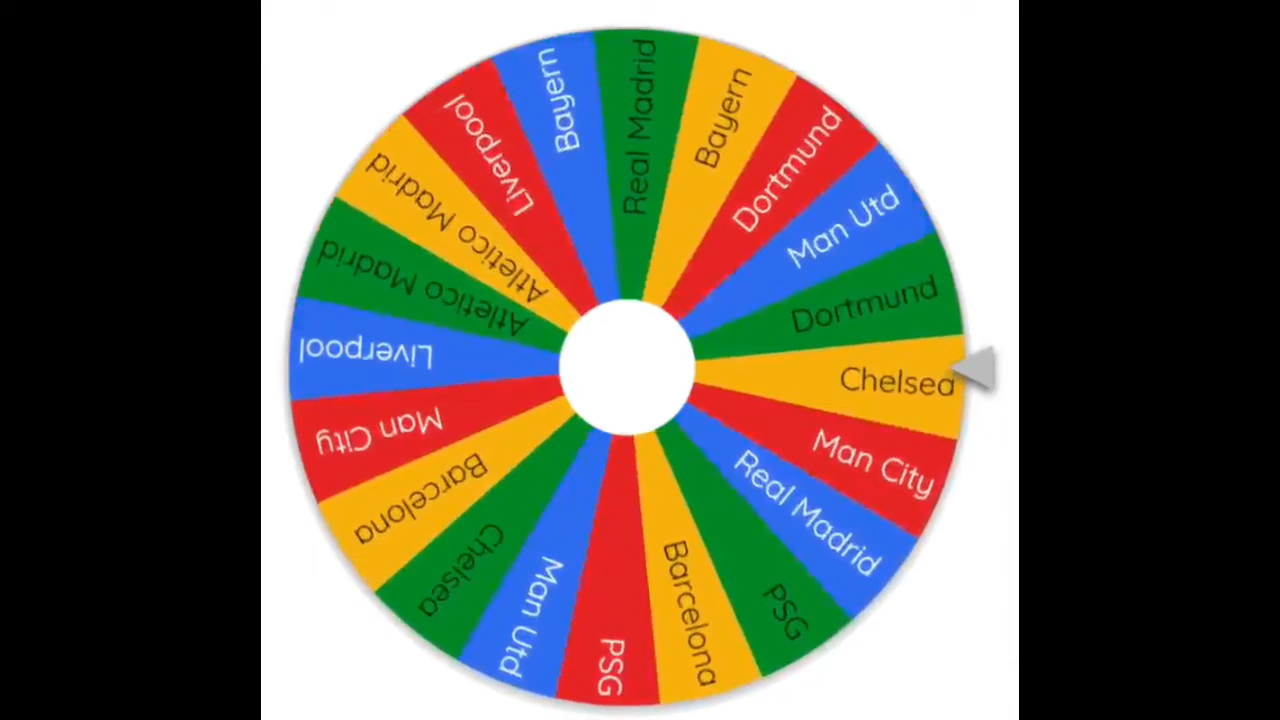 Real Madrid
Bayern
Dortmund
Man Utd
Dortmund
Chelsea
Man City
Real Madrid
PSG
Barcelona
PSG
Man Utd
Chelsea
Barcelona
Man City
Liverpool
Atletico Madrid
Atletico Madrid
Liverpool
Bayern